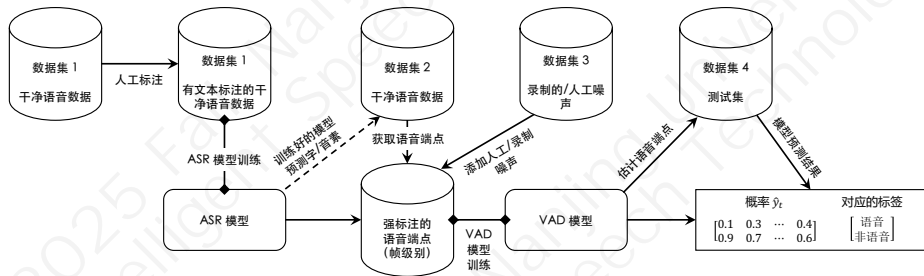 数据集 1
干净语音数据
人工标注
数据集 1
有文本标注的干
净语音数据
数据集 2
干净语音数据
数据集 3
录制的/人工噪
声
数据集 4
测试集
ASR 模型训练
训练好的模型
预测字/音素
获取语音端点
添加人工/录制
噪声
估计语音端点
模型预测结果
ASR 模型
强标注的
语音端点
(帧级别)
VAD
模型
训练
VAD 模型
概率 ŷₜ 对应的标签
[0.1 0.3 ⋯ 0.4] [语音]
[0.9 0.7 ⋯ 0.6] [非语音]
2025
Speech
Nanjing Univer
Speech Technolo